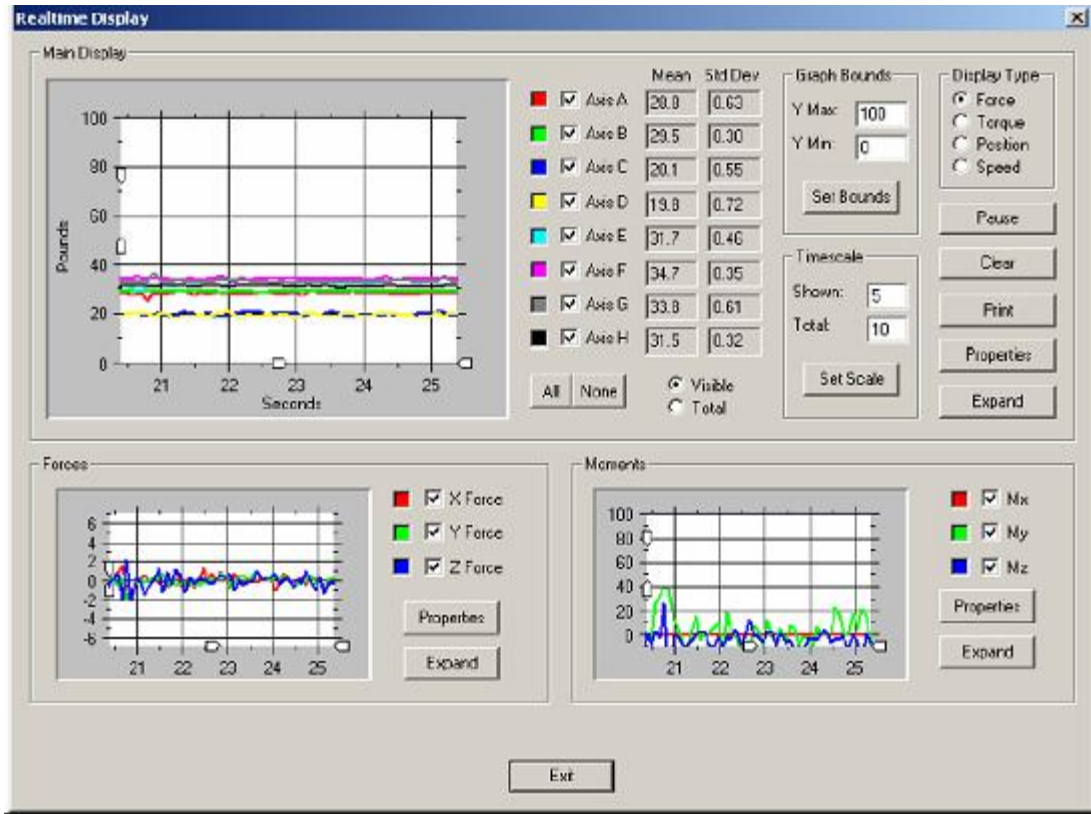 Realtime Display
Main Display
Pounds
100
80
60
40
20
0
21 22 23 24 25
Seconds
Mean Std Dev
Axis A 28.8 0.63
Axis B 29.5 0.30
Axis C 20.1 0.55
Axis D 19.8 0.72
Axis E 31.7 0.46
Axis F 34.7 0.35
Axis G 33.8 0.61
Axis H 31.5 0.32
All None
Visible
Total
Graph Bounds
Y Max: 100
Y Min: 0
Set Bounds
Timescale
Shown: 5
Total: 10
Set Scale
Display Type
Force
Torque
Position
Speed
Pause
Clear
Print
Properties
Expand
Forces
6
4
2
0
-2
-4
-6
21 22 23 24 25
X Force
Y Force
Z Force
Properties
Expand
Moments
100
80
60
40
20
0
21 22 23 24 25
Mx
My
Mz
Properties
Expand
Exit